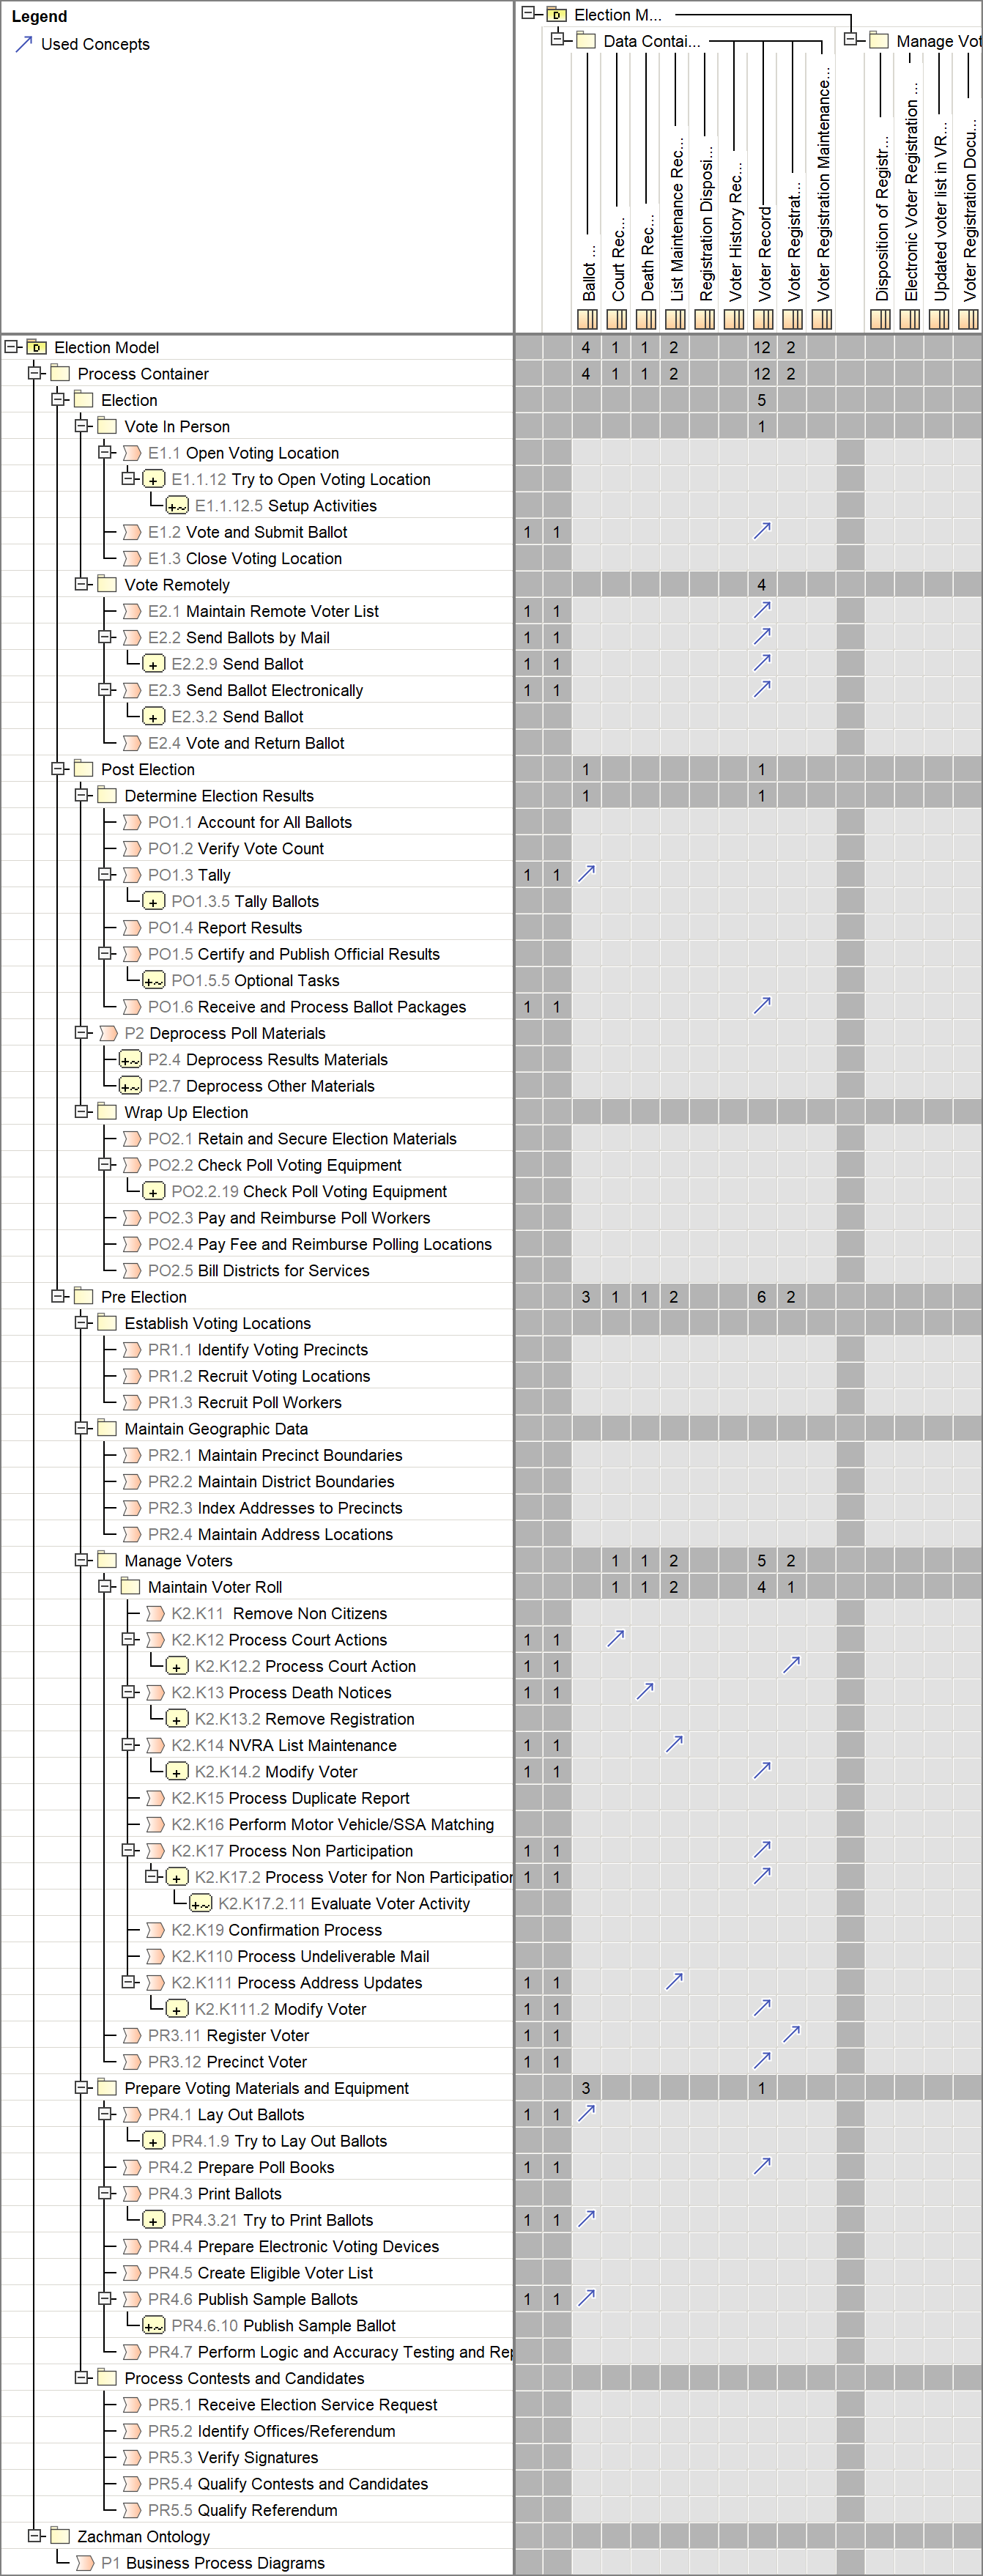 Legend
Used Concepts
Election M...
Data Contai...
Manage Vot
Ballot ...
Court Rec...
Death Rec...
List Maintenance Rec...
Registration Disposi...
Voter History Rec...
Voter Record
Voter Registrat...
Voter Registration Maintenance...
Disposition of Registr...
Electronic Voter Registration ...
Updated voter list in VR...
Voter Registration Docu...
Election Model 4 1 1 2 12 2
Process Container 4 1 1 2 12 2
Election 5
Vote In Person 1
E1.1 Open Voting Location
E1.1.12 Try to Open Voting Location
E1.1.12.5 Setup Activities
E1.2 Vote and Submit Ballot 1 1
E1.3 Close Voting Location
Vote Remotely 4
E2.1 Maintain Remote Voter List 1 1
E2.2 Send Ballots by Mail 1 1
E2.2.9 Send Ballot 1 1
E2.3 Send Ballot Electronically 1 1
E2.3.2 Send Ballot
E2.4 Vote and Return Ballot
Post Election 1 1
Determine Election Results 1 1
PO1.1 Account for All Ballots
PO1.2 Verify Vote Count
PO1.3 Tally 1 1
PO1.3.5 Tally Ballots
PO1.4 Report Results
PO1.5 Certify and Publish Official Results
PO1.5.5 Optional Tasks
PO1.6 Receive and Process Ballot Packages 1 1
P2 Deprocess Poll Materials
P2.4 Deprocess Results Materials
P2.7 Deprocess Other Materials
Wrap Up Election
PO2.1 Retain and Secure Election Materials
PO2.2 Check Poll Voting Equipment
PO2.2.19 Check Poll Voting Equipment
PO2.3 Pay and Reimburse Poll Workers
PO2.4 Pay Fee and Reimburse Polling Locations
PO2.5 Bill Districts for Services
Pre Election 3 1 1 2 6 2
Establish Voting Locations
PR1.1 Identify Voting Precincts
PR1.2 Recruit Voting Locations
PR1.3 Recruit Poll Workers
Maintain Geographic Data
PR2.1 Maintain Precinct Boundaries
PR2.2 Maintain District Boundaries
PR2.3 Index Addresses to Precincts
PR2.4 Maintain Address Locations
Manage Voters 1 1 2 5 2
Maintain Voter Roll 1 1 2 4 1
K2.K11 Remove Non Citizens
K2.K12 Process Court Actions 1 1
K2.K12.2 Process Court Action 1 1
K2.K13 Process Death Notices 1 1
K2.K13.2 Remove Registration
K2.K14 NVRA List Maintenance 1 1
K2.K14.2 Modify Voter 1 1
K2.K15 Process Duplicate Report
K2.K16 Perform Motor Vehicle/SSA Matching
K2.K17 Process Non Participation 1 1
K2.K17.2 Process Voter for Non Participation 1 1
K2.K17.2.11 Evaluate Voter Activity
K2.K19 Confirmation Process
K2.K110 Process Undeliverable Mail
K2.K111 Process Address Updates 1 1
K2.K111.2 Modify Voter 1 1
PR3.11 Register Voter 1 1
PR3.12 Precinct Voter 1 1
Prepare Voting Materials and Equipment 3 1
PR4.1 Lay Out Ballots 1 1
PR4.1.9 Try to Lay Out Ballots
PR4.2 Prepare Poll Books 1 1
PR4.3 Print Ballots
PR4.3.21 Try to Print Ballots 1 1
PR4.4 Prepare Electronic Voting Devices
PR4.5 Create Eligible Voter List
PR4.6 Publish Sample Ballots 1 1
PR4.6.10 Publish Sample Ballot
PR4.7 Perform Logic and Accuracy Testing and Rep
Process Contests and Candidates
PR5.1 Receive Election Service Request
PR5.2 Identify Offices/Referendum
PR5.3 Verify Signatures
PR5.4 Qualify Contests and Candidates
PR5.5 Qualify Referendum
Zachman Ontology
P1 Business Process Diagrams